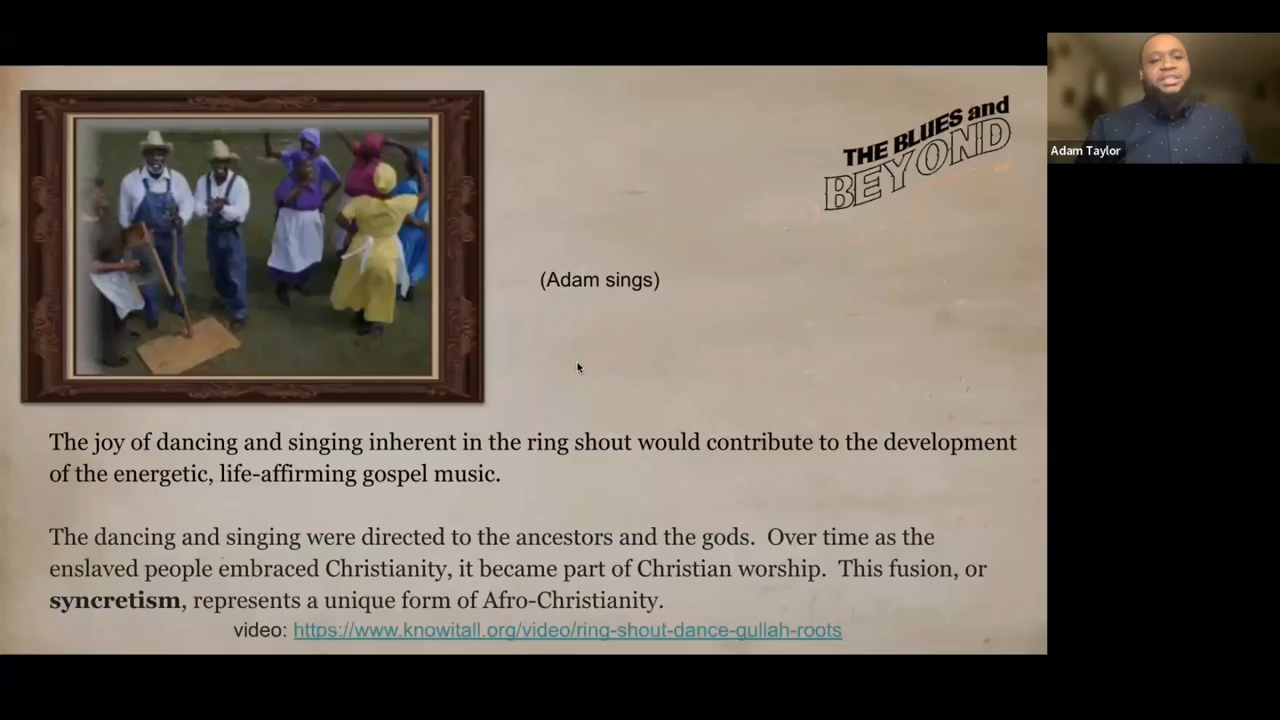 THE BLUES and
BEYOND
Adam Taylor
(Adam sings)
The joy of dancing and singing inherent in the ring shout would contribute to the development
of the energetic, life-affirming gospel music.
The dancing and singing were directed to the ancestors and the gods.  Over time as the
enslaved people embraced Christianity, it became part of Christian worship.  This fusion, or
syncretism, represents a unique form of Afro-Christianity.
video: https://www.knowitall.org/video/ring-shout-dance-gullah-roots